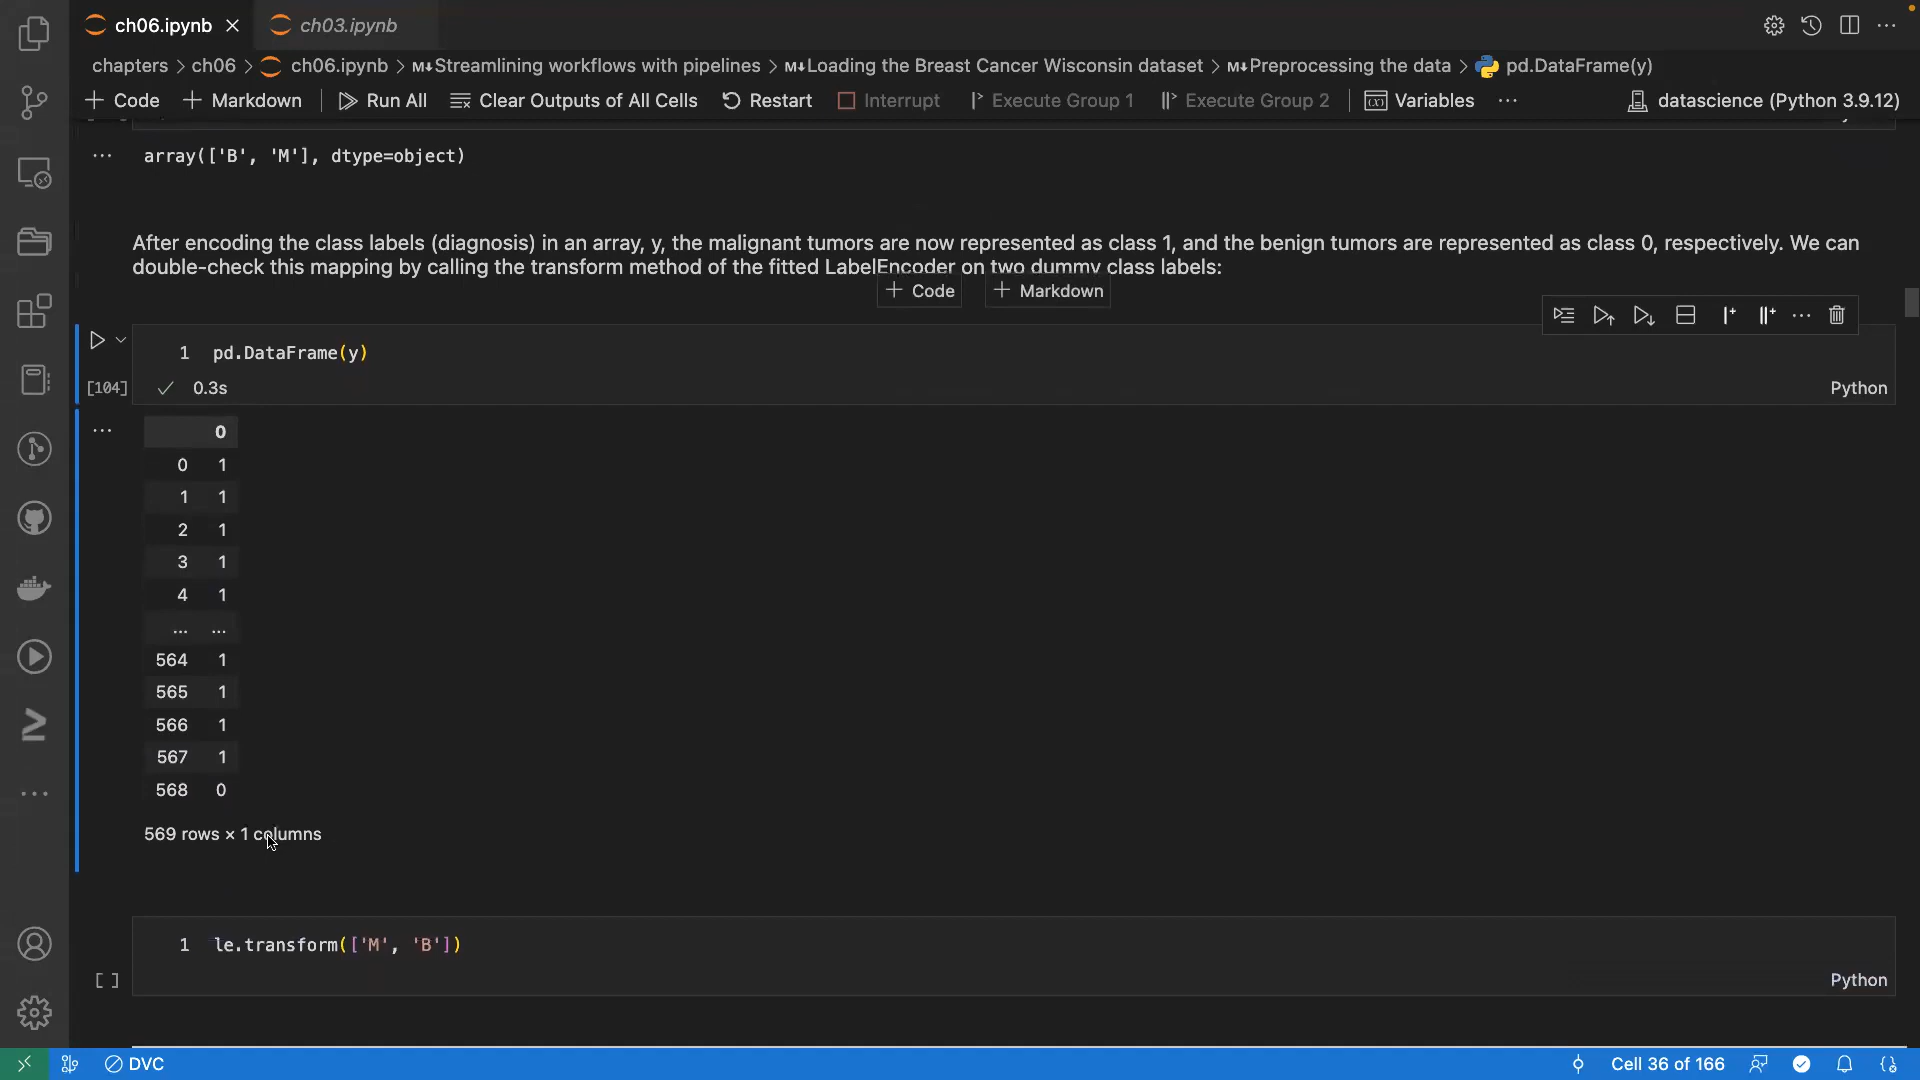 ch06.ipynb
ch03.ipynb
chapters > ch06 > ch06.ipynb > M↓Streamlining workflows with pipelines > M↓Loading the Breast Cancer Wisconsin dataset > M↓Preprocessing the data > pd.DataFrame(y)
+ Code + Markdown Run All Clear Outputs of All Cells Restart Interrupt Execute Group 1 Execute Group 2 Variables ... datascience (Python 3.9.12)
... array(['B', 'M'], dtype=object)
After encoding the class labels (diagnosis) in an array, y, the malignant tumors are now represented as class 1, and the benign tumors are represented as class 0, respectively. We can
double-check this mapping by calling the transform method of the fitted LabelEncoder on two dummy class labels:
+ Code + Markdown
1 pd.DataFrame(y)
[104] ✓ 0.3s Python
... 0
0 1
1 1
2 1
3 1
4 1
... ...
564 1
565 1
566 1
567 1
568 0
569 rows × 1 columns
1 le.transform(['M', 'B'])
[ ] Python
DVC Cell 36 of 166